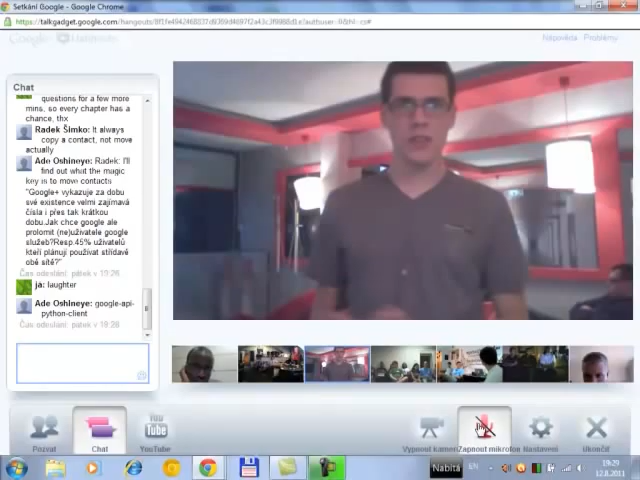 Setkání Google - Google Chrome
Google Hangouts
Nápověda Problémy
Chat
questions for a few more
mins, so every chapter has a
chance, thx
Radek Šimko: It always
copy a contact, not move
actually
Ade Oshineye: Radek: I'll
find out what the magic
key is to move contacts
"Google+ vykazuje za dobu
své existence velmi zajímavá
čísla i přes tak krátkou
dobu.Jak chce google ale
prolomit (ne)uživatele google
služeb?Resp.45% uživatelů
kteří plánují používat střídavě
obě sítě?"
Čas odeslání: pátek v 19:26
já: laughter
Ade Oshineye: google-api-
python-client
Čas odeslání: pátek v 19:28
You
Tube
Pozvat Chat YouTube Vypnout kameru Zapnout mikrofon Nastavení Ukončit
Nabitá EN 19:29
12.8.2011